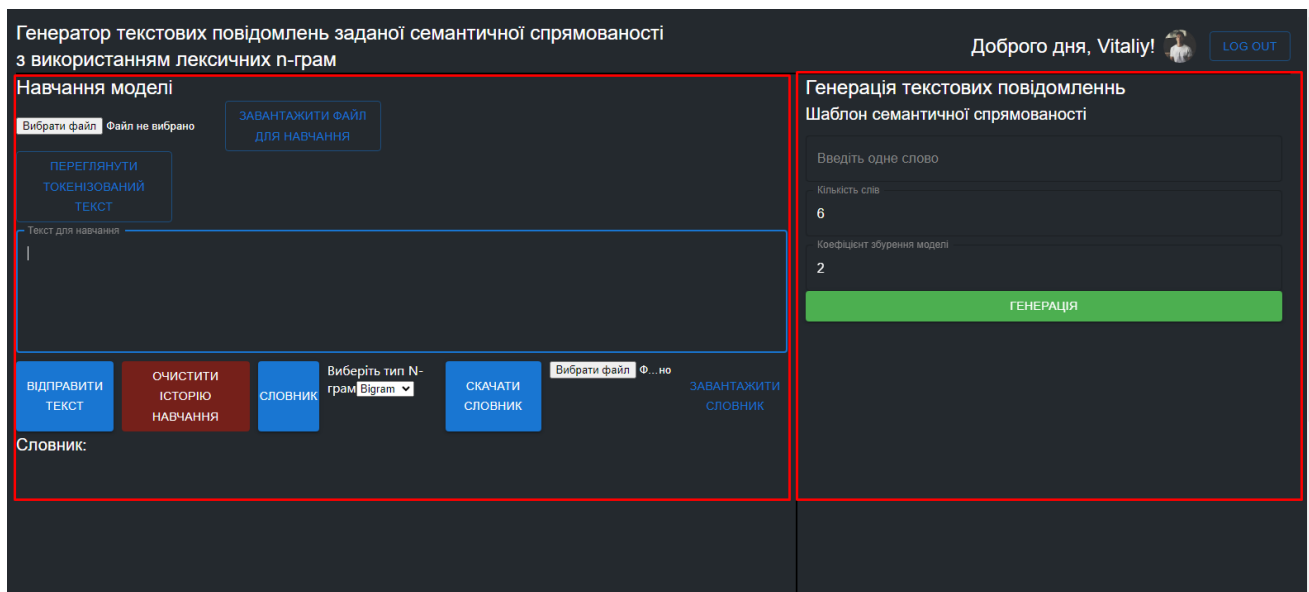 Генератор текстових повідомлень заданої семантичної спрямованості
з використанням лексичних n-грам
Доброго дня, Vitaliy!
LOG OUT
Навчання моделі
Вибрати файл Файл не вибрано
ЗАВАНТАЖИТИ ФАЙЛ
ДЛЯ НАВЧАННЯ
ПЕРЕГЛЯНУТИ
ТОКЕНІЗОВАНИЙ
ТЕКСТ
Текст для навчання
ВІДПРАВИТИ
ТЕКСТ
ОЧИСТИТИ
ІСТОРІЮ
НАВЧАННЯ
СЛОВНИК
Виберіть тип N-
грам Bigram
СКАЧАТИ
СЛОВНИК
Вибрати файл Ф...но
ЗАВАНТАЖИТИ
СЛОВНИК
Словник:
Генерація текстових повідомленнь
Шаблон семантичної спрямованості
Введіть одне слово
Кількість слів
6
Коефіцієнт збурення моделі
2
ГЕНЕРАЦІЯ